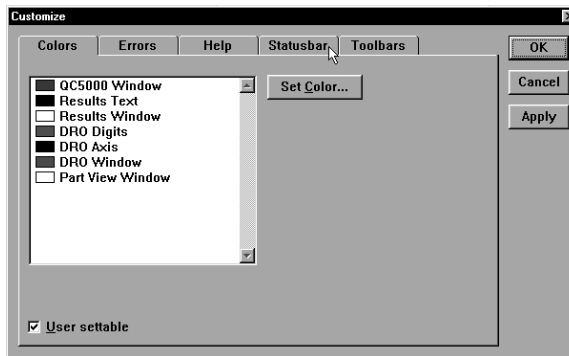 Customize
Colors Errors Help Statusbar Toolbars
OK
Cancel
Apply
QC5000 Window
Results Text
Results Window
DRO Digits
DRO Axis
DRO Window
Part View Window
Set Color...
User settable